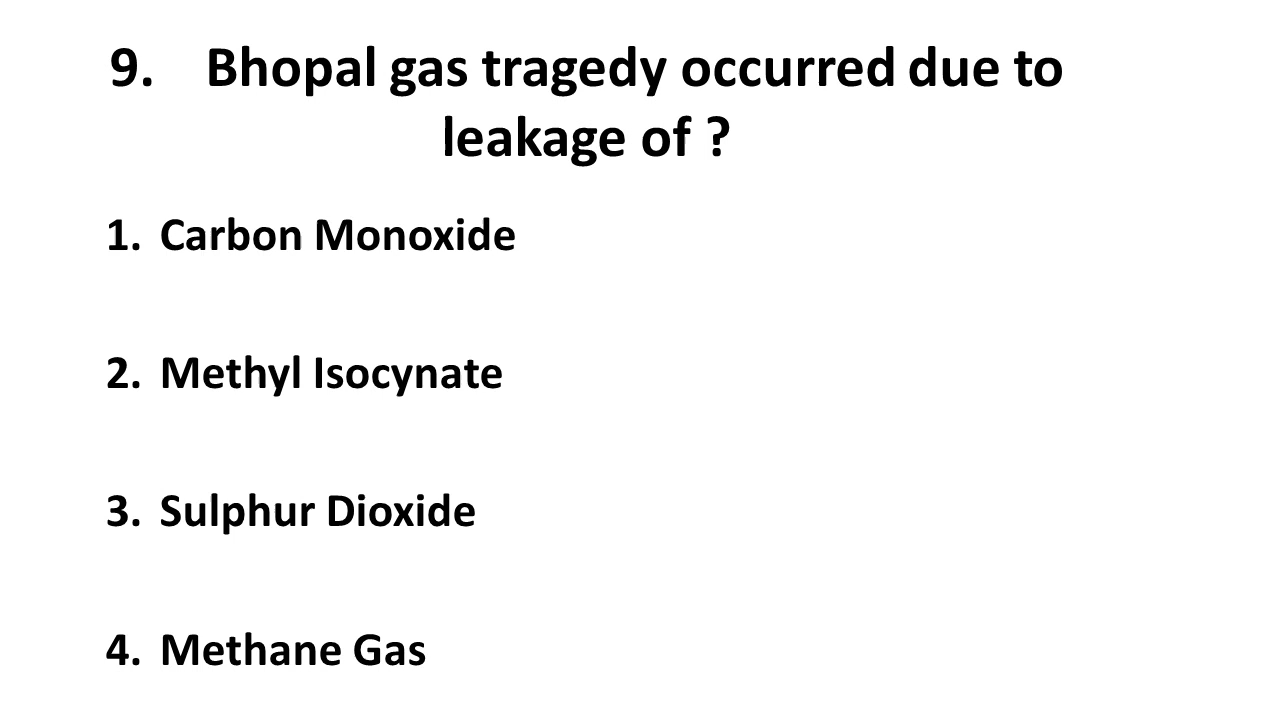 9. Bhopal gas tragedy occurred due to
leakage of ?
1. Carbon Monoxide
2. Methyl Isocynate
3. Sulphur Dioxide
4. Methane Gas